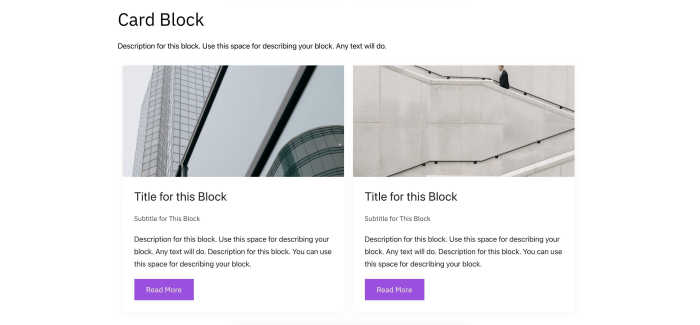 Card Block
Description for this block. Use this space for describing your block. Any text will do.
Title for this Block
Subtitle for This Block
Description for this block. Use this space for describing your
block. Any text will do. Description for this block. You can use
this space for describing your block.
Read More
Title for this Block
Subtitle for This Block
Description for this block. Use this space for describing your
block. Any text will do. Description for this block. You can use
this space for describing your block.
Read More